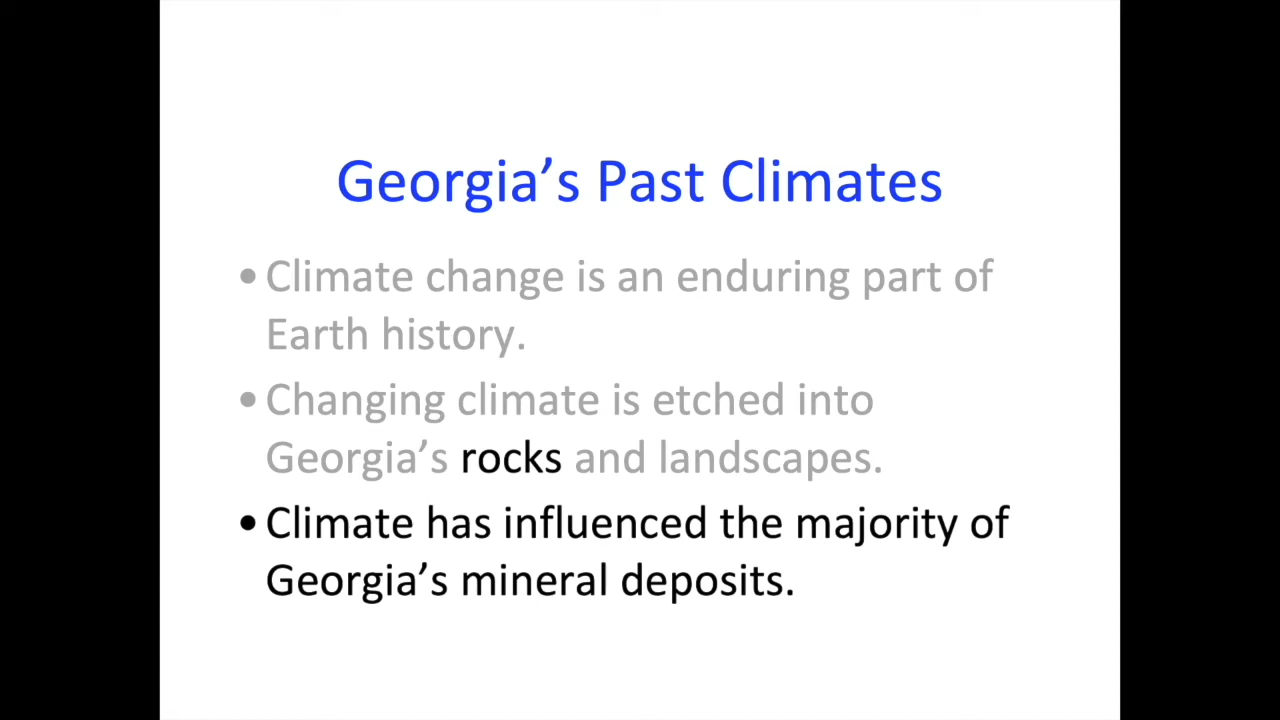 Georgia’s Past Climates
•Climate change is an enduring part of
Earth history.
•Changing climate is etched into
Georgia’s rocks and landscapes.
•Climate has influenced the majority of
Georgia’s mineral deposits.